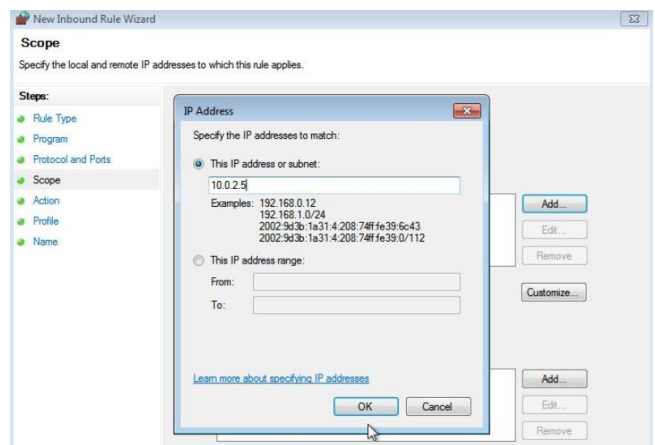 New Inbound Rule Wizard
Scope
Specify the local and remote IP addresses to which this rule applies.
Steps:
Rule Type
Program
Protocol and Ports
Scope
Action
Profile
Name
IP Address
Specify the IP addresses to match:
This IP address or subnet:
10.0.2.5
Examples: 192.168.0.12
192.168.1.0/24
2002:9d3b:1a31:4:208:74ff:fe39:6c43
2002:9d3b:1a31:4:208:74ff:fe39:0/112
This IP address range:
From:
To:
Learn more about specifying IP addresses
OK Cancel
Add...
Edit...
Remove
Customize...
Add...
Edit...
Remove